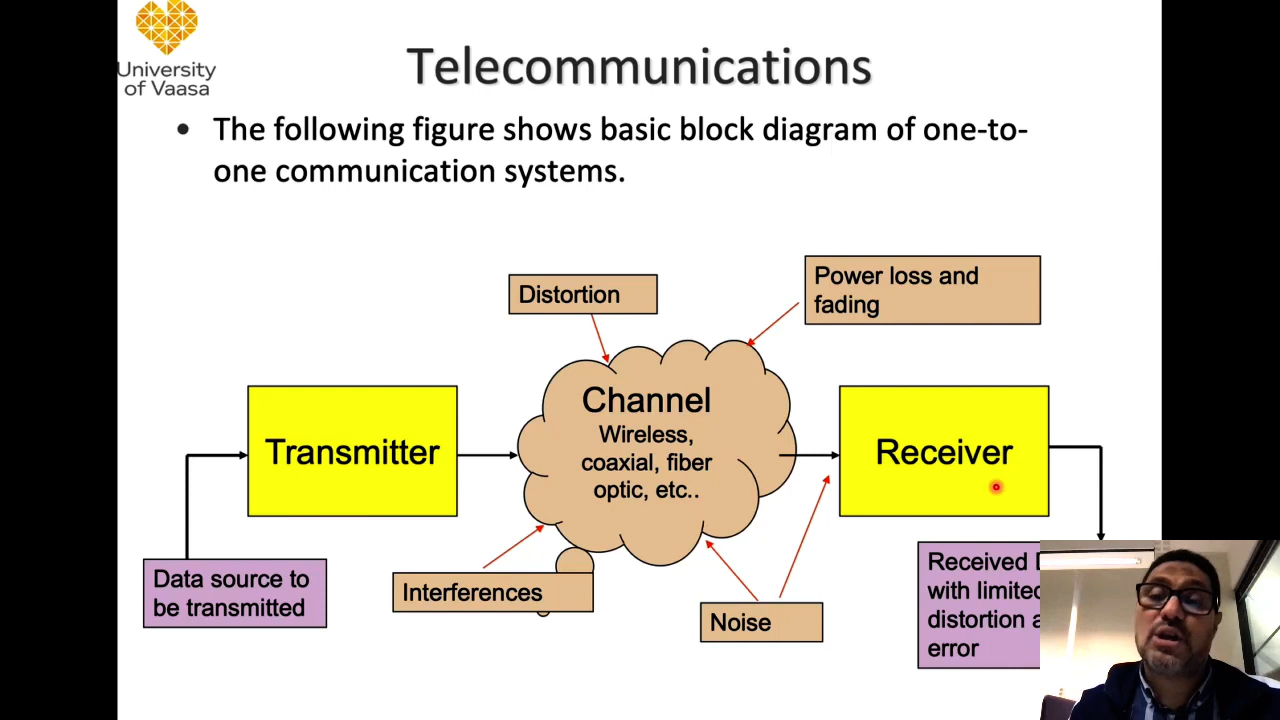 University
of Vaasa
Telecommunications
• The following figure shows basic block diagram of one-to-
one communication systems.
Distortion
Power loss and
fading
Transmitter
Channel
Wireless,
coaxial, fiber
optic, etc..
Receiver
Data source to
be transmitted
Interferences
Noise
Received
with limited
distortion
error